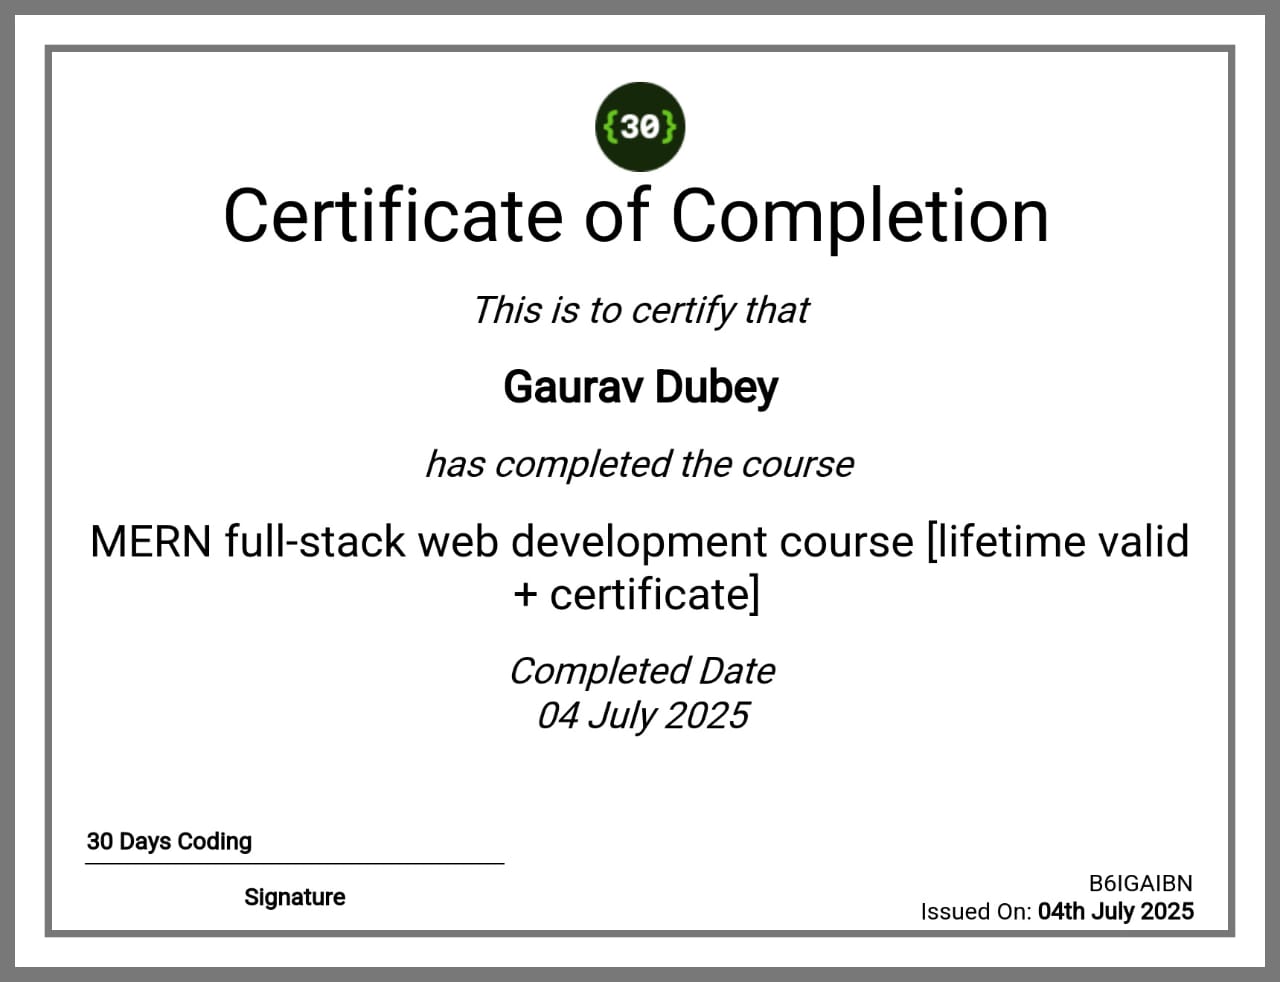 {30}
Certificate of Completion
This is to certify that
Gaurav Dubey
has completed the course
MERN full-stack web development course [lifetime valid
+ certificate]
Completed Date
04 July 2025
30 Days Coding
Signature
B6IGAIBN
Issued On: 04th July 2025